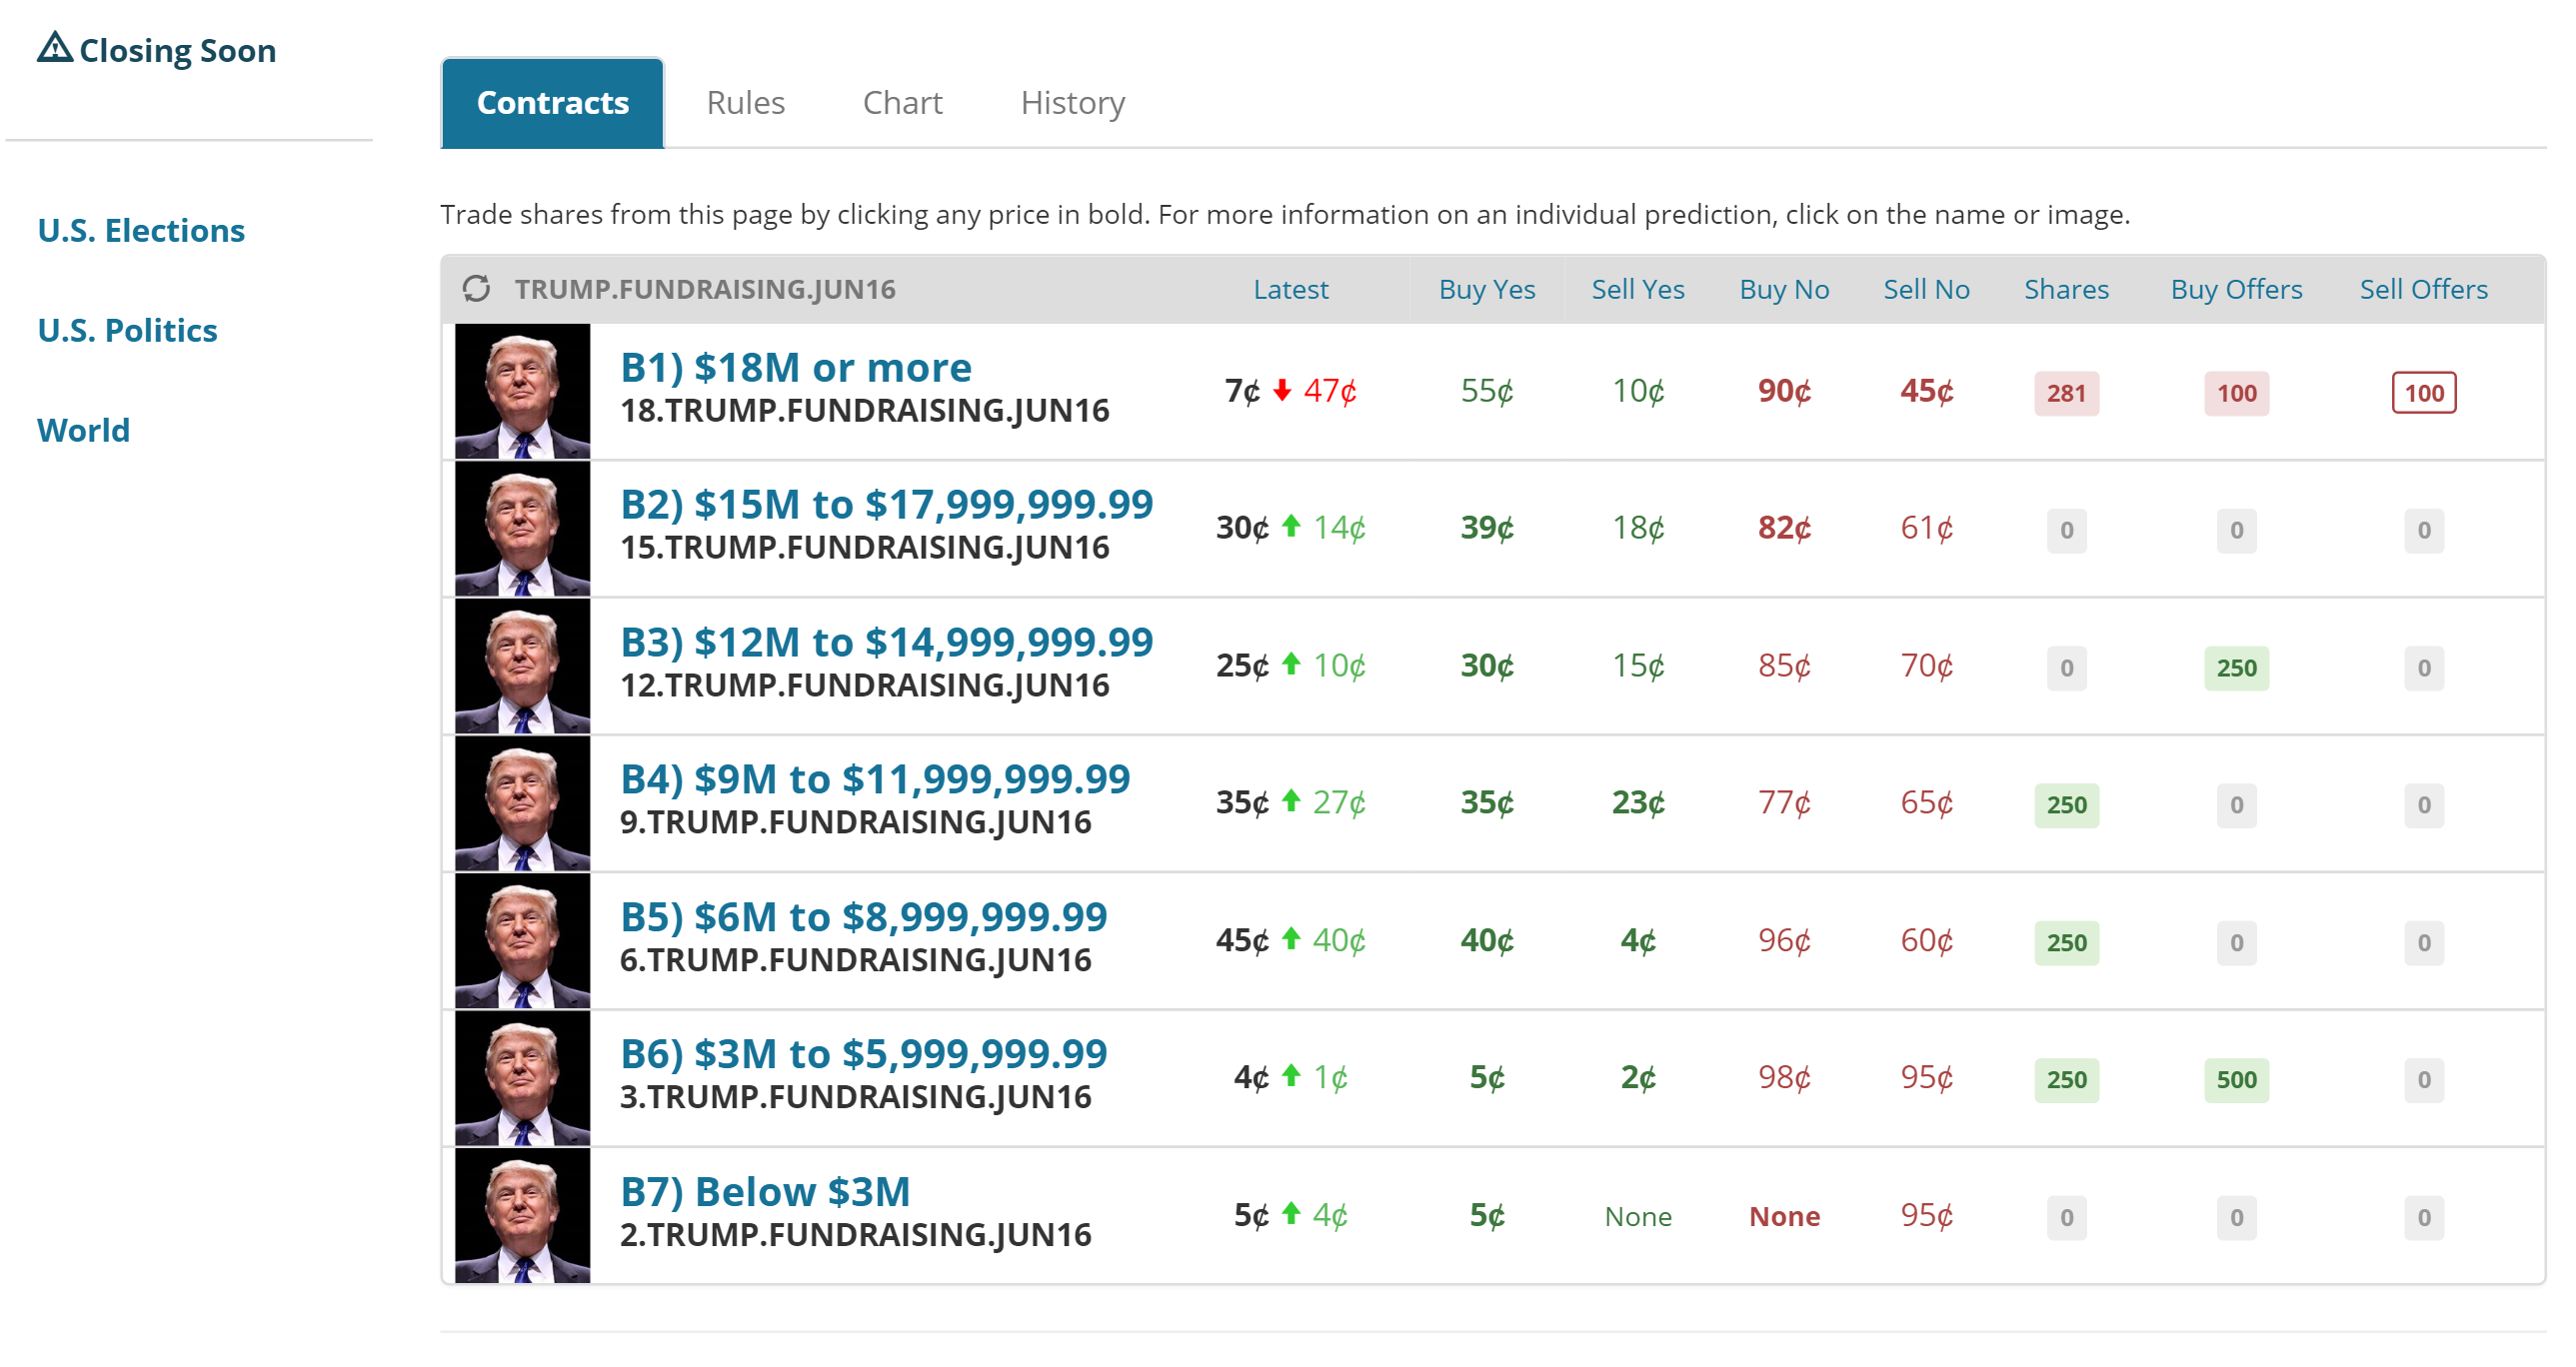 Closing Soon
U.S. Elections
U.S. Politics
World
Contracts Rules Chart History
Trade shares from this page by clicking any price in bold. For more information on an individual prediction, click on the name or image.
TRUMP.FUNDRAISING.JUN16 Latest Buy Yes Sell Yes Buy No Sell No Shares Buy Offers Sell Offers
B1) $18M or more
18.TRUMP.FUNDRAISING.JUN16
7¢ 47¢ 55¢ 10¢ 90¢ 45¢ 281 100 100
B2) $15M to $17,999,999.99
15.TRUMP.FUNDRAISING.JUN16
30¢ 14¢ 39¢ 18¢ 82¢ 61¢ 0 0 0
B3) $12M to $14,999,999.99
12.TRUMP.FUNDRAISING.JUN16
25¢ 10¢ 30¢ 15¢ 85¢ 70¢ 0 250 0
B4) $9M to $11,999,999.99
9.TRUMP.FUNDRAISING.JUN16
35¢ 27¢ 35¢ 23¢ 77¢ 65¢ 250 0 0
B5) $6M to $8,999,999.99
6.TRUMP.FUNDRAISING.JUN16
45¢ 40¢ 40¢ 4¢ 96¢ 60¢ 250 0 0
B6) $3M to $5,999,999.99
3.TRUMP.FUNDRAISING.JUN16
4¢ 1¢ 5¢ 2¢ 98¢ 95¢ 250 500 0
B7) Below $3M
2.TRUMP.FUNDRAISING.JUN16
5¢ 4¢ 5¢ None None 95¢ 0 0 0